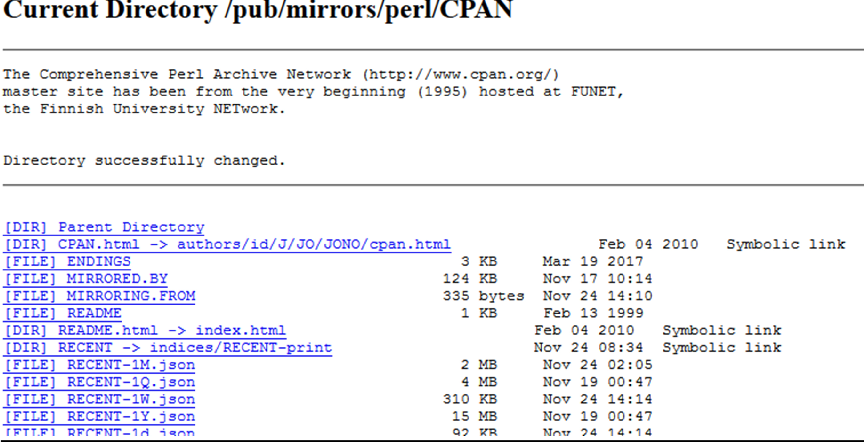 Current Directory /pub/mirrors/perl/CPAN
The Comprehensive Perl Archive Network (http://www.cpan.org/)
master site has been from the very beginning (1995) hosted at FUNET,
the Finnish University NETwork.
Directory successfully changed.
[DIR] Parent Directory
[DIR] CPAN.html -> authors/id/J/JO/JONO/cpan.html Feb 04 2010 Symbolic link
[FILE] ENDINGS 3 KB Mar 19 2017
[FILE] MIRRORED.BY 124 KB Nov 17 10:14
[FILE] MIRRORING.FROM 335 bytes Nov 24 14:10
[FILE] README 1 KB Feb 13 1999
[DIR] README.html -> index.html Feb 04 2010 Symbolic link
[DIR] RECENT -> indices/RECENT-print Nov 24 08:34 Symbolic link
[FILE] RECENT-1M.json 2 MB Nov 24 02:05
[FILE] RECENT-1Q.json 4 MB Nov 19 00:47
[FILE] RECENT-1W.json 310 KB Nov 24 14:14
[FILE] RECENT-1Y.json 15 MB Nov 19 00:47
[FILE] RECENT-1d.json 92 KB Nov 24 14:14